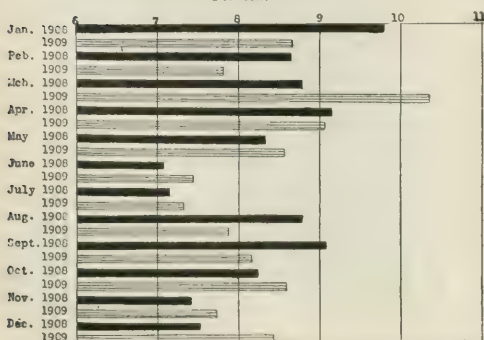 6 7 8 9 10 11
Jan. 1908
1909
Feb. 1908
1909
Mch. 1908
1909
Apr. 1908
1909
May 1908
1909
June 1908
1909
July 1908
1909
Aug. 1908
1909
Sept. 1908
1909
Oct. 1908
1909
Nov. 1908
1909
Dec. 1908
1909